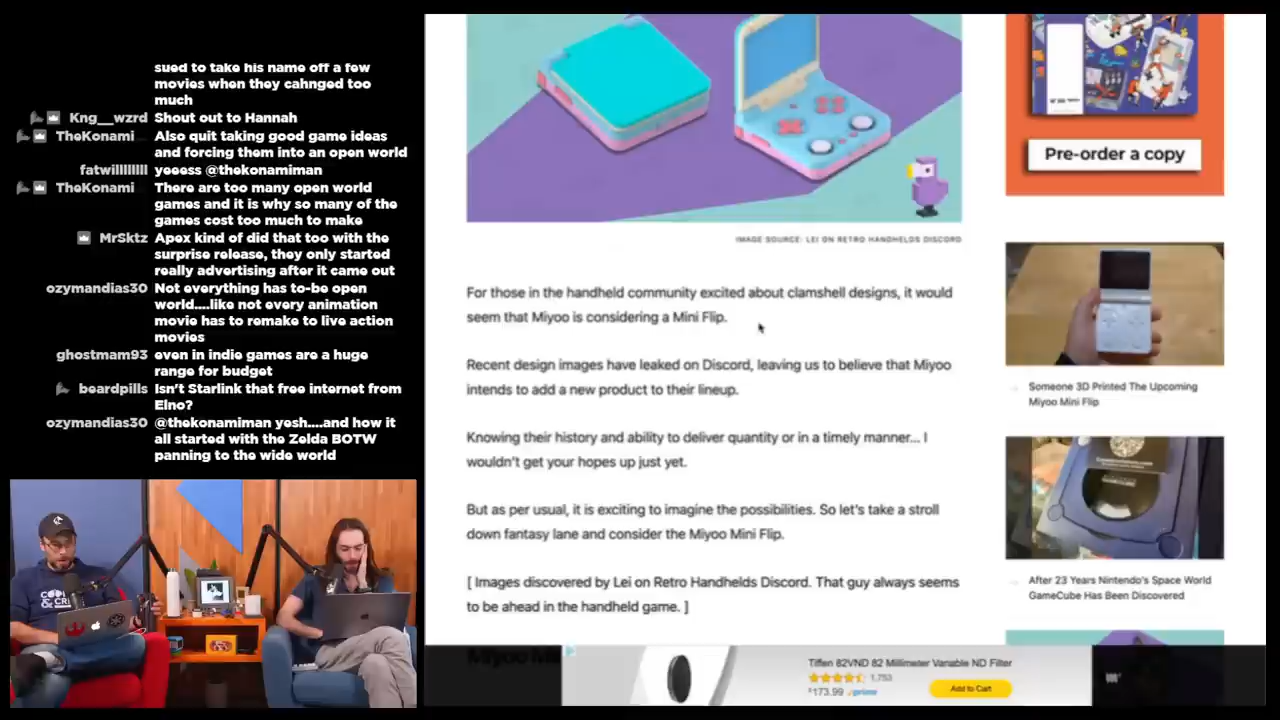 sued to take his name off a few
movies when they cahnged too
much
Kng__wzrd Shout out to Hannah
TheKonami Also quit taking good game ideas
and forcing them into an open world
fatwillllllll yeeess @thekonamiman
TheKonami There are too many open world
games and it is why so many of the
games cost too much to make
MrSktz Apex kind of did that too with the
surprise release, they only started
really advertising after it came out
ozymandias30 Not everything has to-be open
world....like not every animation
movie has to remake to live action
movies
ghostmam93 even in indie games are a huge
range for budget
beardpills Isn't Starlink that free internet from
Elno?
ozymandias30 @thekonamiman yesh....and how it
all started with the Zelda BOTW
panning to the wide world
IMAGE SOURCE: LEI ON RETRO HANDHELDS DISCORD
For those in the handheld community excited about clamshell designs, it would
seem that Miyoo is considering a Mini Flip.
Recent design images have leaked on Discord, leaving us to believe that Miyoo
intends to add a new product to their lineup.
Knowing their history and ability to deliver quantity or in a timely manner... I
wouldn't get your hopes up just yet.
But as per usual, it is exciting to imagine the possibilities. So let's take a stroll
down fantasy lane and consider the Miyoo Mini Flip.
[ Images discovered by Lei on Retro Handhelds Discord. That guy always seems
to be ahead in the handheld game. ]
Pre-order a copy
Someone 3D Printed The Upcoming
Miyoo Mini Flip
After 23 Years Nintendo's Space World
GameCube Has Been Discovered
Tiffen 82VND 82 Millimeter Variable ND Filter
1,753
$173.99 prime
Add to Cart